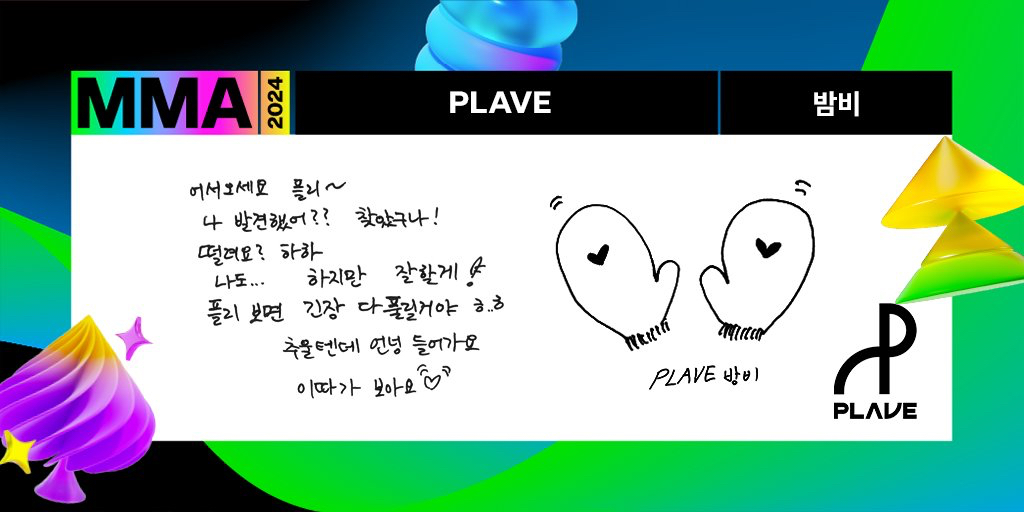 MMA 2024
PLAVE
밤비
어서오세요 플리~
나 발견했어?? 찾았구나!
떨려요? 하하
나도... 하지만 잘할게!
플리 보면 긴장 다 풀릴거야 ㅎ..ㅎ
추울텐데 언넝 들어가요
이따가 보아요♡
PLAVE 밤비
PLAVE